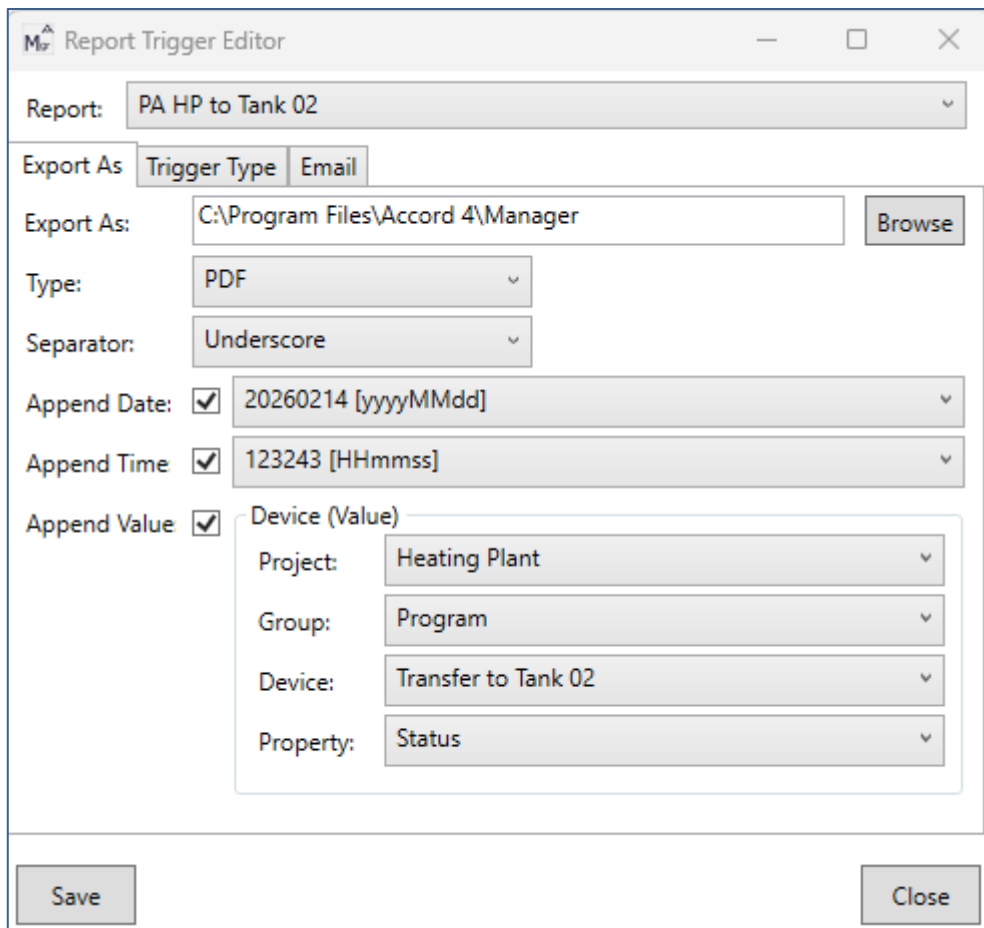 Report Trigger Editor
Report: PA HP to Tank 02
Export As Trigger Type Email
Export As: C:\Program Files\Accord 4\Manager Browse
Type: PDF
Separator: Underscore
Append Date: 20260214 [yyyyMMdd]
Append Time 123243 [HHmmss]
Append Value Device (Value)
Project: Heating Plant
Group: Program
Device: Transfer to Tank 02
Property: Status
Save Close